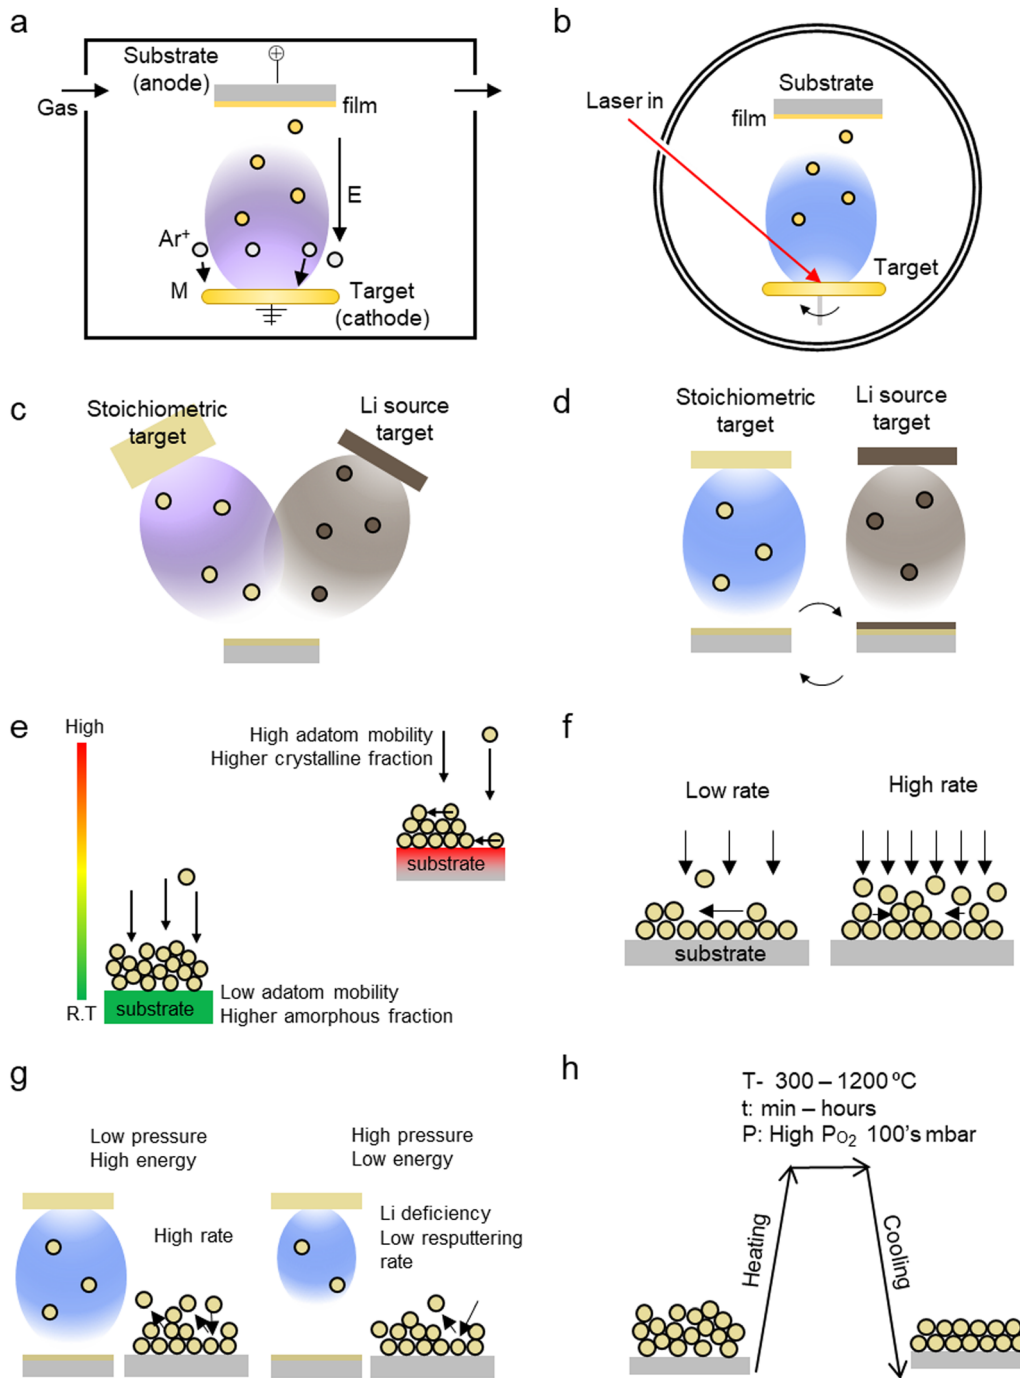 a
Substrate
(anode)
Gas
film
E
Ar+
M
Target
(cathode)
b
Substrate
Laser in
film
Target
c
Stoichiometric
target
Li source
target
d
Stoichiometric
target
Li source
target
e
High
R.T
High adatom mobility
Higher crystalline fraction
substrate
substrate
Low adatom mobility
Higher amorphous fraction
f
Low rate
High rate
substrate
g
Low pressure
High energy
High rate
High pressure
Low energy
Li deficiency
Low resputtering
rate
h
T- 300 – 1200 ºC
t: min – hours
P: High PO2 100's mbar
Heating
Cooling